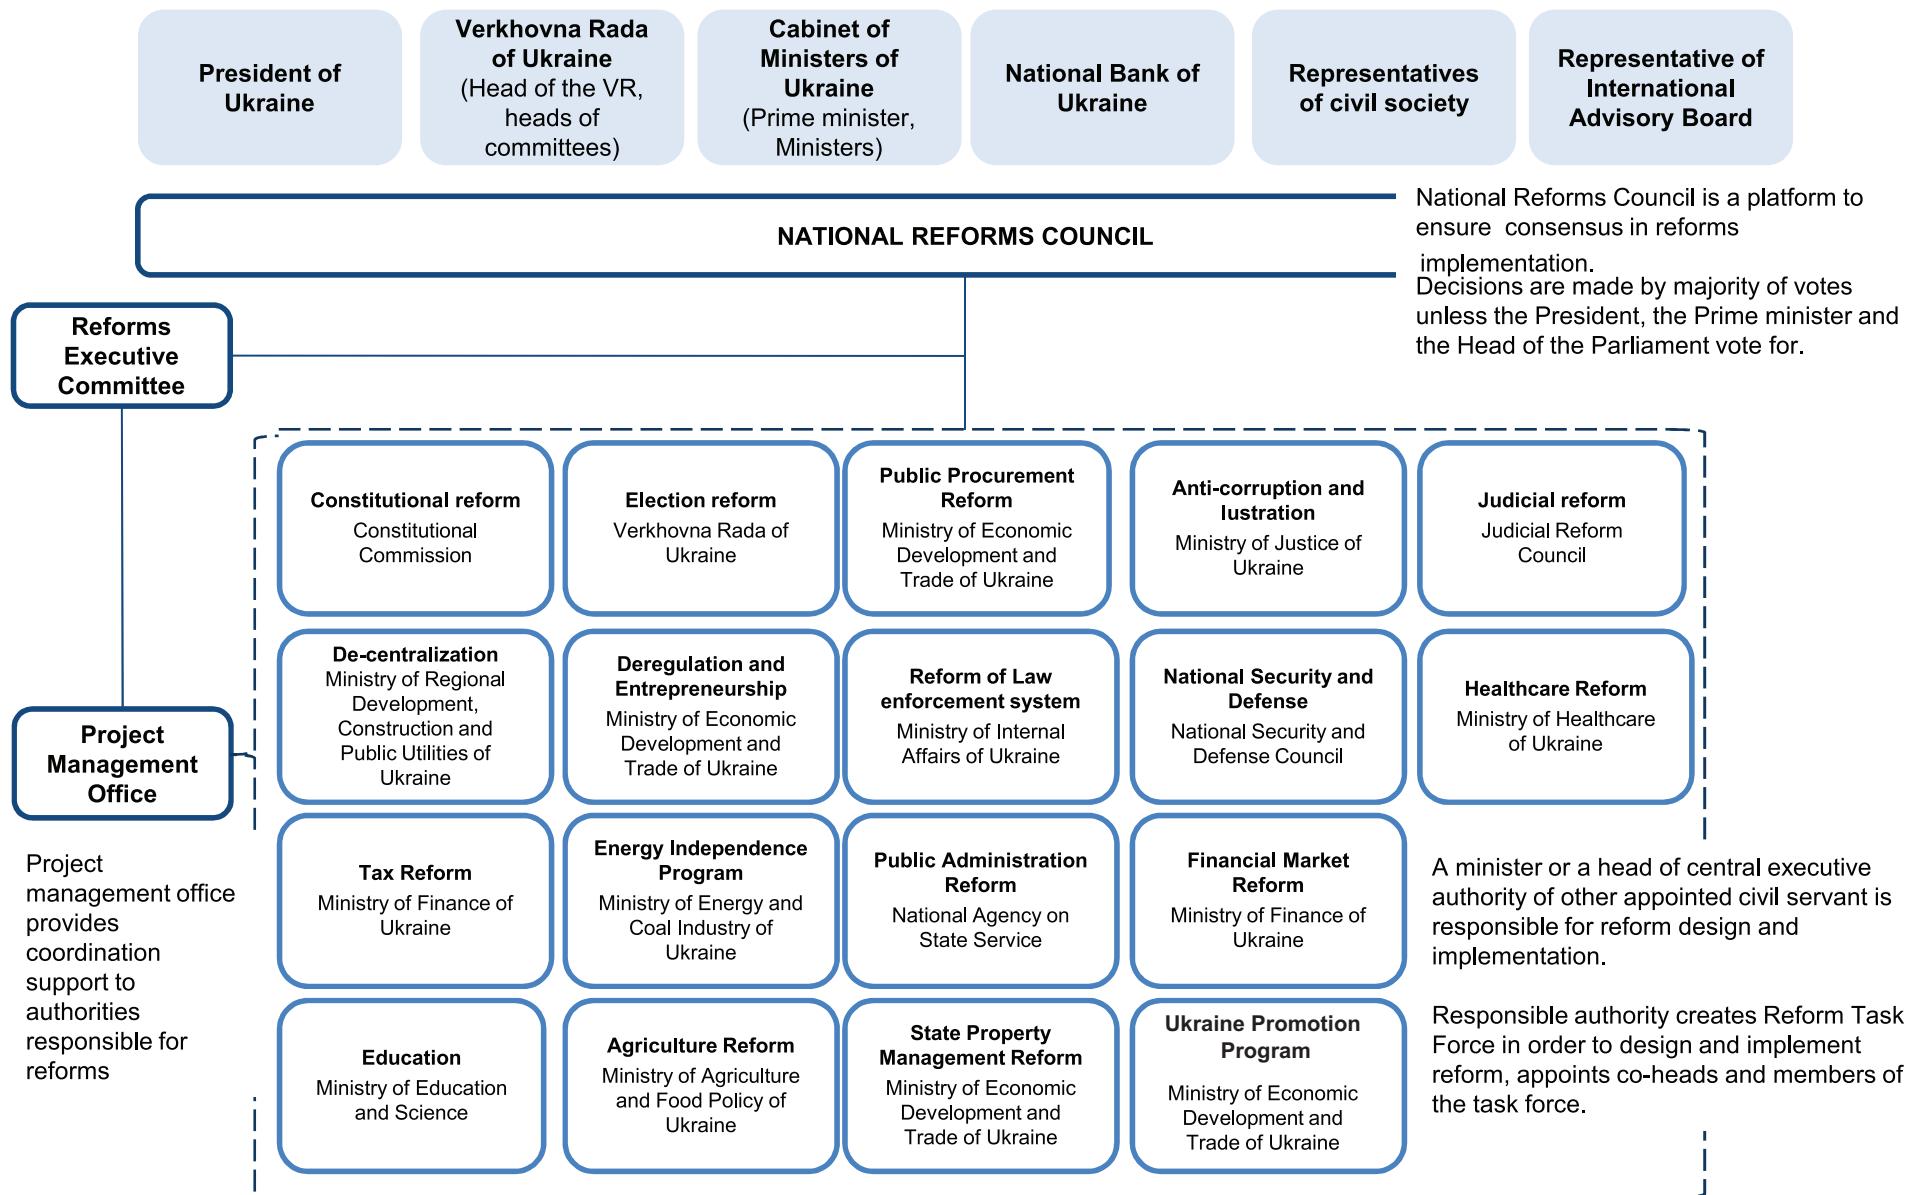 President of
Ukraine
Verkhovna Rada
of Ukraine
(Head of the VR,
heads of
committees)
Cabinet of
Ministers of
Ukraine
(Prime minister,
Ministers)
National Bank of
Ukraine
Representatives
of civil society
Representative of
International
Advisory Board
NATIONAL REFORMS COUNCIL
National Reforms Council is a platform to
ensure consensus in reforms
implementation.
Decisions are made by majority of votes
unless the President, the Prime minister and
the Head of the Parliament vote for.
Reforms
Executive
Committee
Constitutional reform
Constitutional
Commission
Election reform
Verkhovna Rada of
Ukraine
Public Procurement
Reform
Ministry of Economic
Development and
Trade of Ukraine
Anti-corruption and
lustration
Ministry of Justice of
Ukraine
Judicial reform
Judicial Reform
Council
De-centralization
Ministry of Regional
Development,
Construction and
Public Utilities of
Ukraine
Deregulation and
Entrepreneurship
Ministry of Economic
Development and
Trade of Ukraine
Reform of Law
enforcement system
Ministry of Internal
Affairs of Ukraine
National Security and
Defense
National Security and
Defense Council
Healthcare Reform
Ministry of Healthcare
of Ukraine
Project
Management
Office
Tax Reform
Ministry of Finance of
Ukraine
Energy Independence
Program
Ministry of Energy and
Coal Industry of
Ukraine
Public Administration
Reform
National Agency on
State Service
Financial Market
Reform
Ministry of Finance of
Ukraine
Project
management office
provides
coordination
support to
authorities
responsible for
reforms
A minister or a head of central executive
authority of other appointed civil servant is
responsible for reform design and
implementation.
Responsible authority creates Reform Task
Force in order to design and implement
reform, appoints co-heads and members of
the task force.
Education
Ministry of Education
and Science
Agriculture Reform
Ministry of Agriculture
and Food Policy of
Ukraine
State Property
Management Reform
Ministry of Economic
Development and
Trade of Ukraine
Ukraine Promotion
Program
Ministry of Economic
Development and
Trade of Ukraine